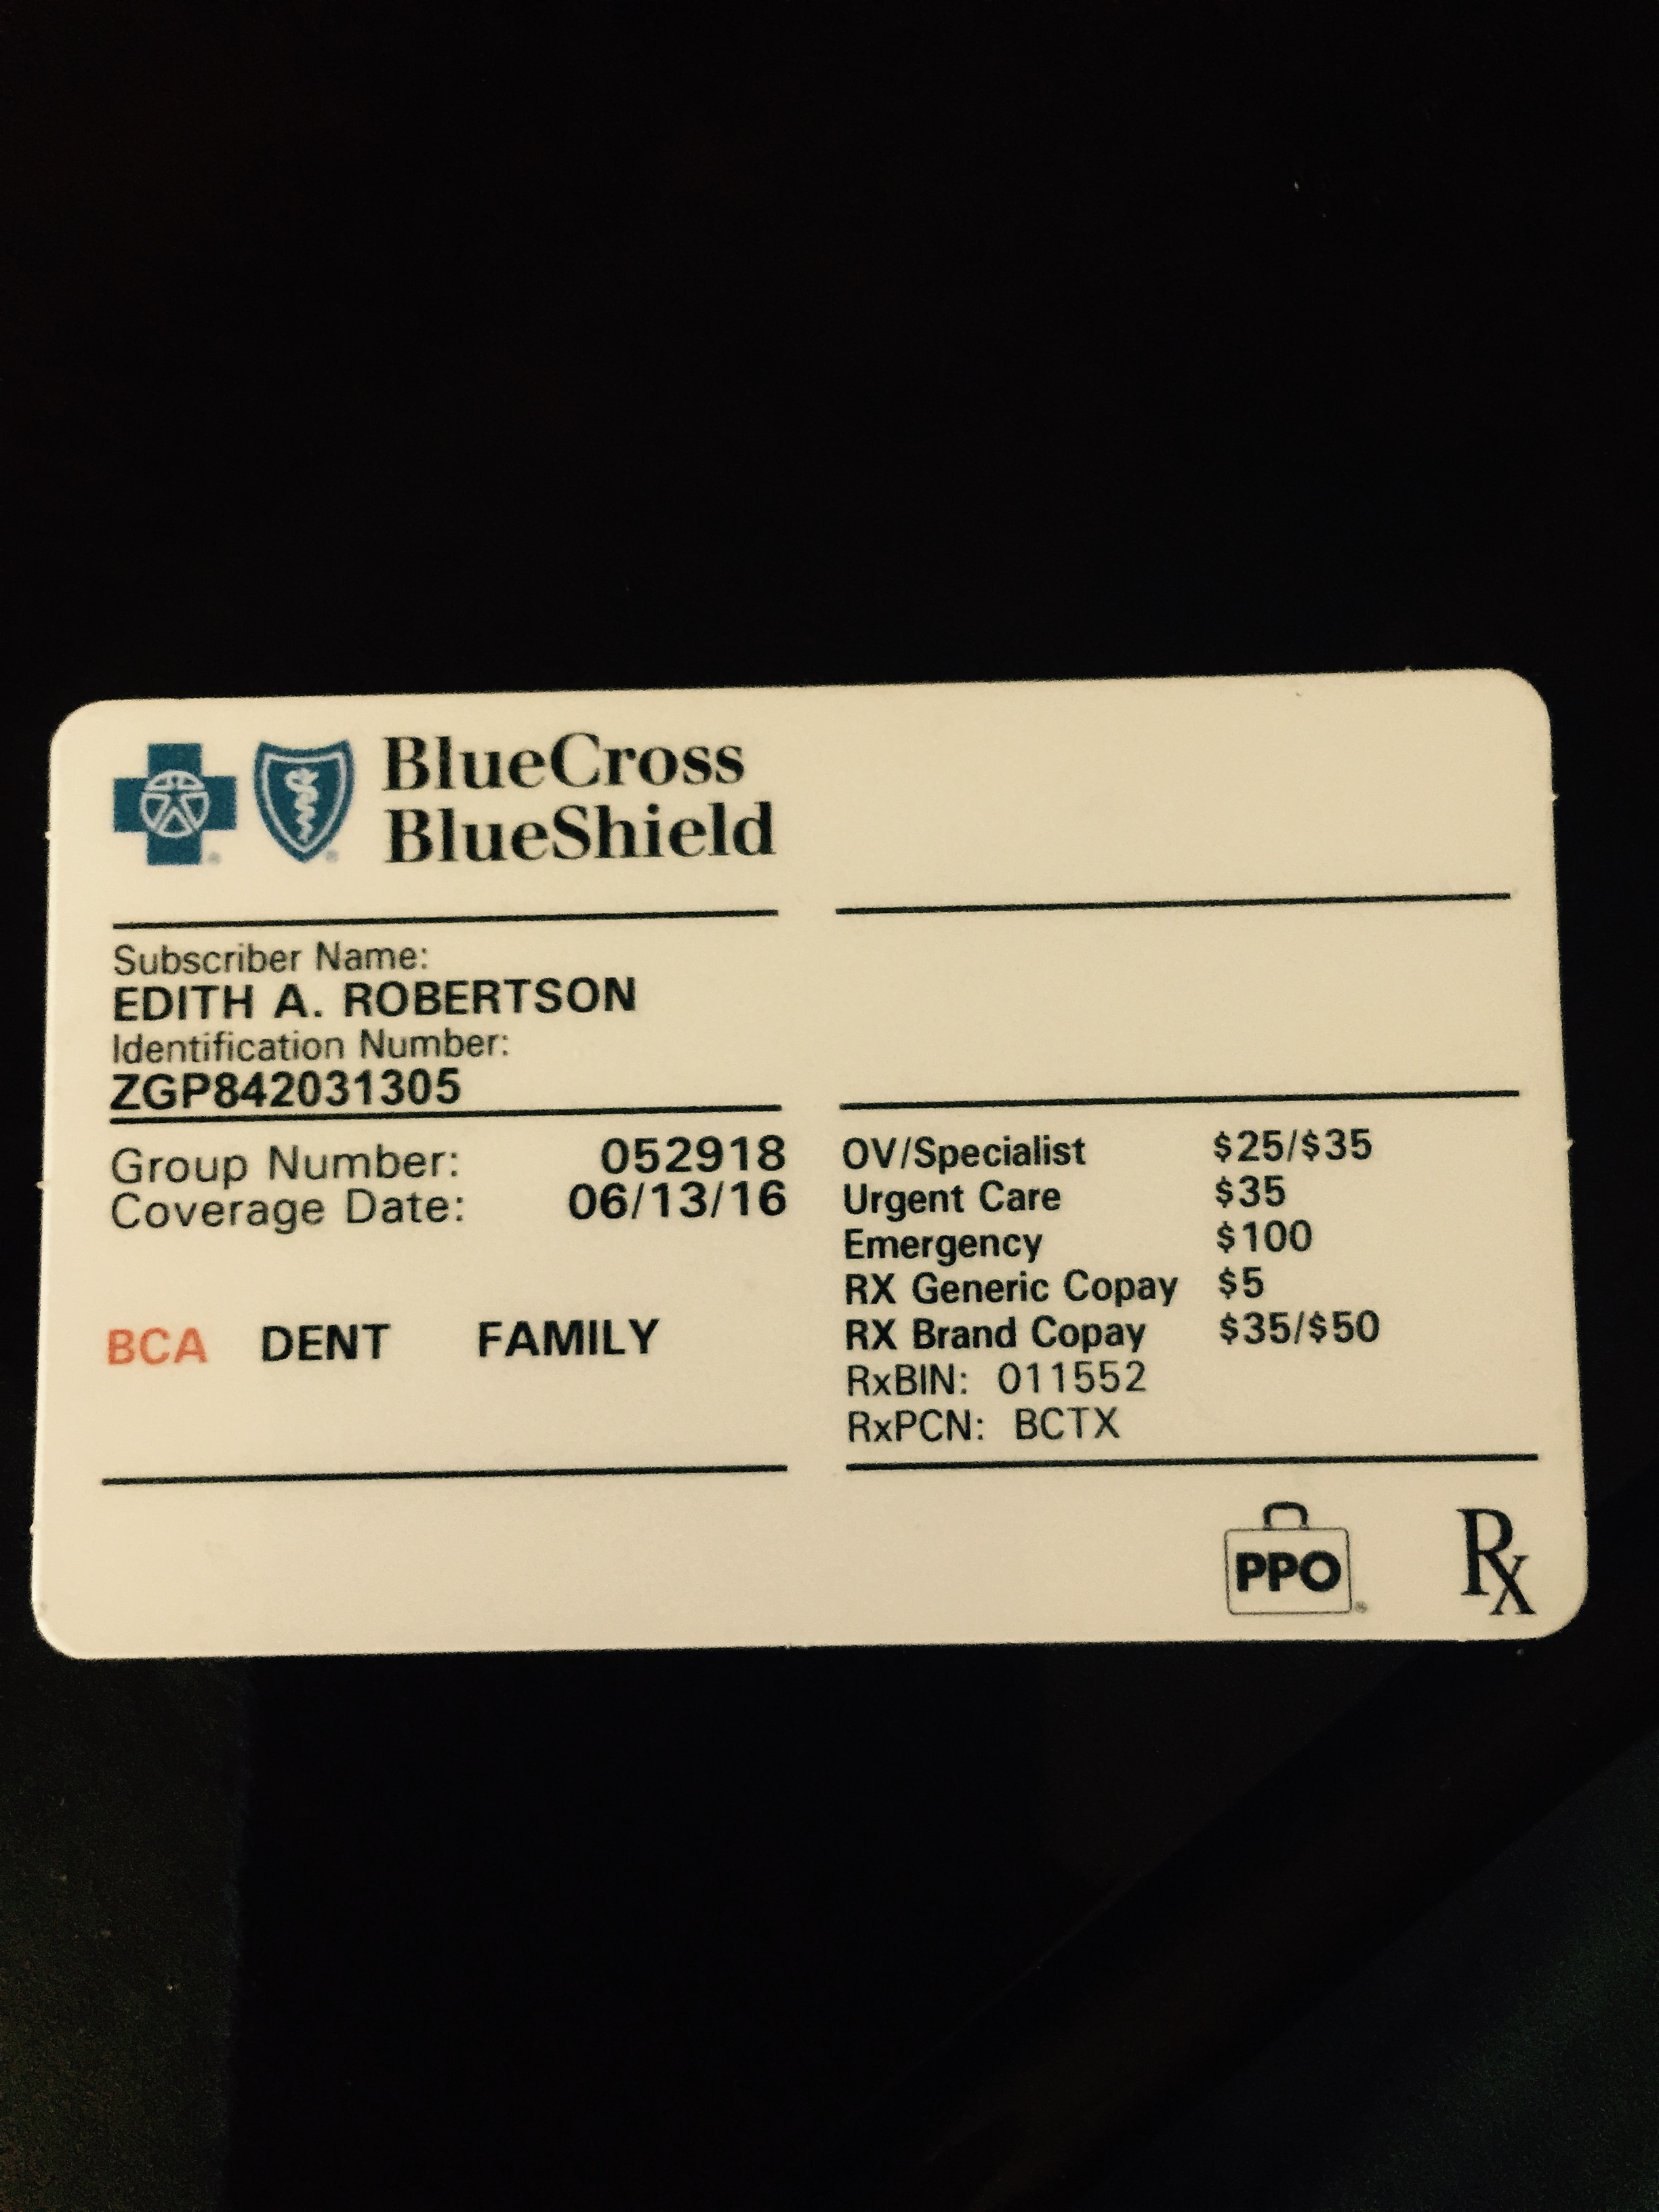 BlueCross
BlueShield
Subscriber Name:
EDITH A. ROBERTSON
Identification Number:
ZGP842031305
Group Number: 052918
Coverage Date: 06/13/16
BCA DENT FAMILY
OV/Specialist $25/$35
Urgent Care $35
Emergency $100
RX Generic Copay $5
RX Brand Copay $35/$50
RxBIN: 011552
RxPCN: BCTX
PPO
Rx